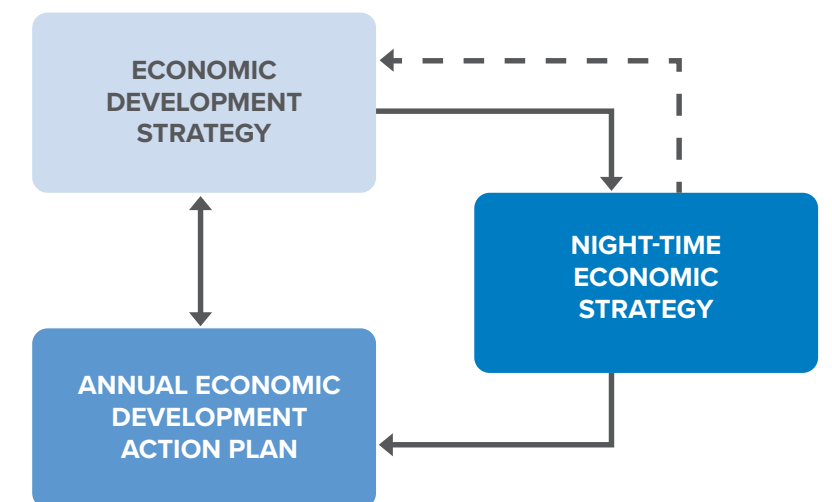 ECONOMIC
DEVELOPMENT
STRATEGY
NIGHT-TIME
ECONOMIC
STRATEGY
ANNUAL ECONOMIC
DEVELOPMENT
ACTION PLAN